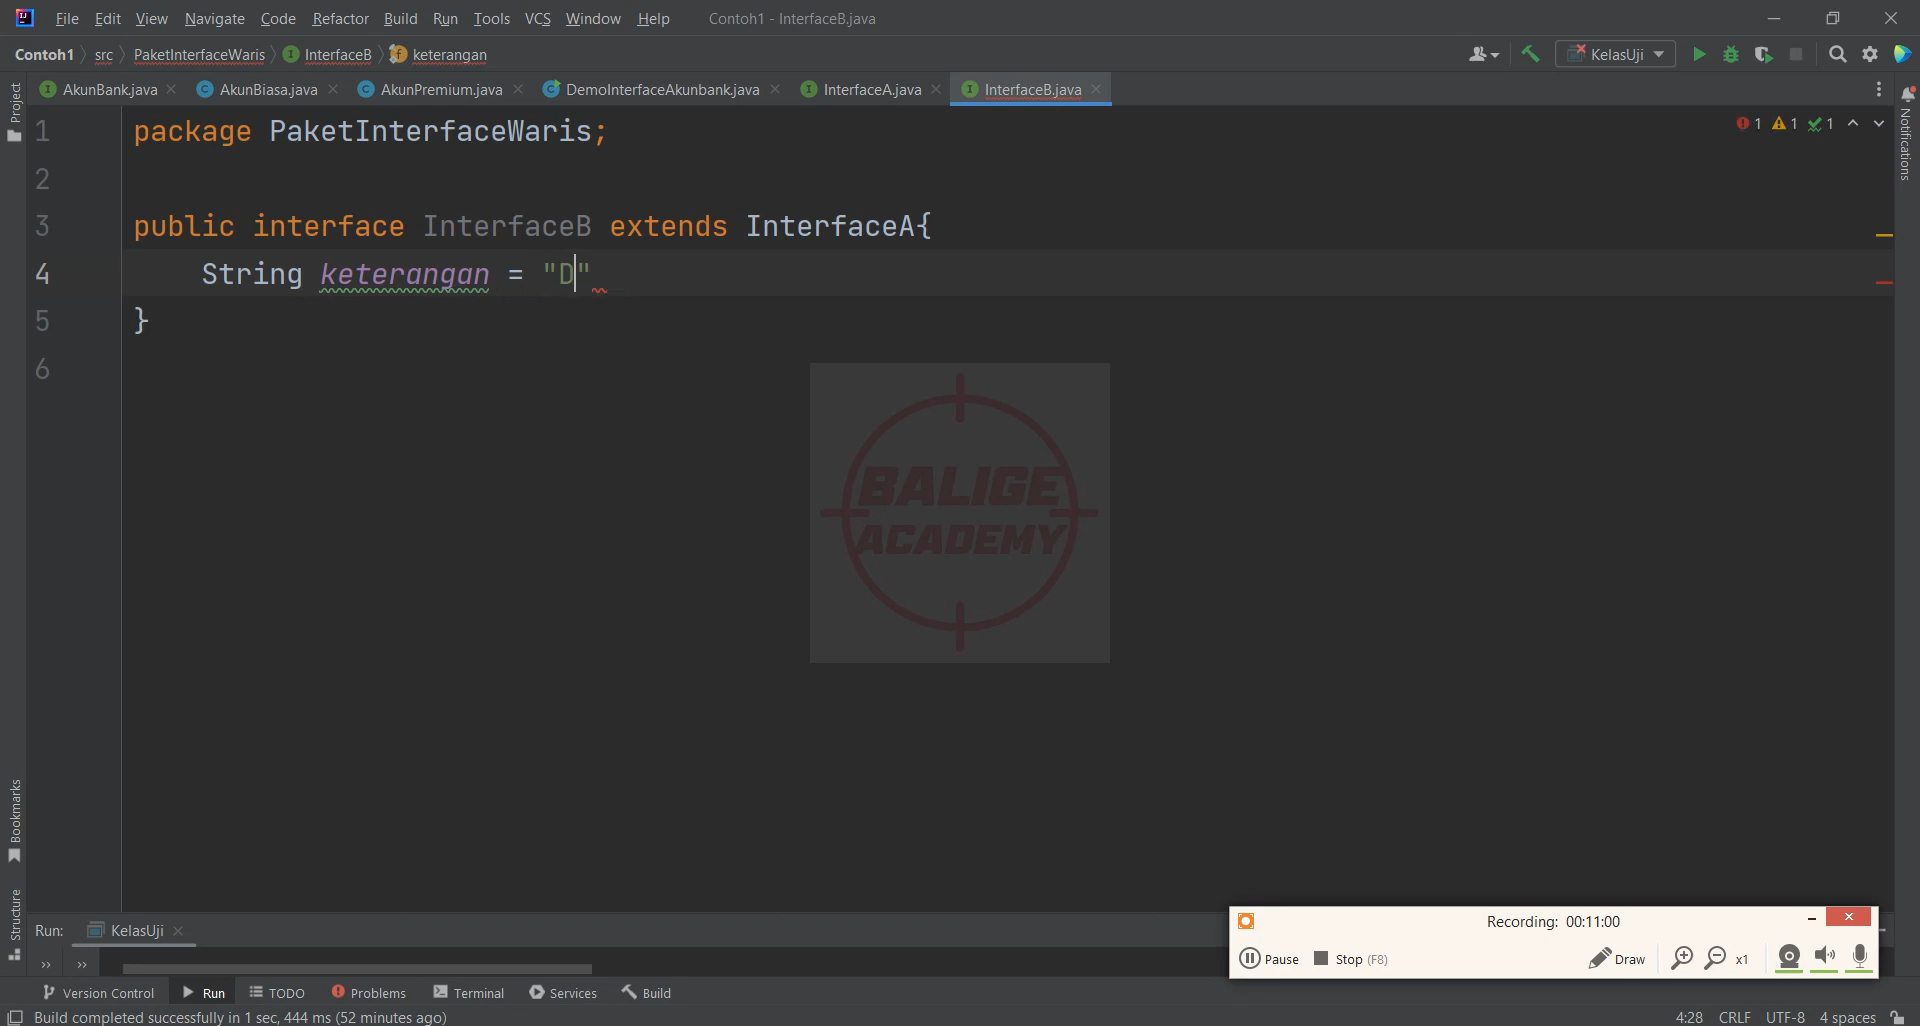 File Edit View Navigate Code Refactor Build Run Tools VCS Window Help Contoh1 - InterfaceB.java
Contoh1 src PaketInterfaceWaris InterfaceB keterangan KelasUji
AkunBank.java AkunBiasa.java AkunPremium.java DemoInterfaceAkunbank.java InterfaceA.java InterfaceB.java
Project
Notifications
1 1 1
1 package PaketInterfaceWaris;
2
3 public interface InterfaceB extends InterfaceA{
4 String keterangan = "D"
5 }
6
BALIGE
ACADEMY
Bookmarks
Structure
Run: KelasUji
Recording: 00:11:00
Pause Stop (F8) Draw x1
Version Control Run TODO Problems Terminal Services Build
Build completed successfully in 1 sec, 444 ms (52 minutes ago) 4:28 CRLF UTF-8 4 spaces